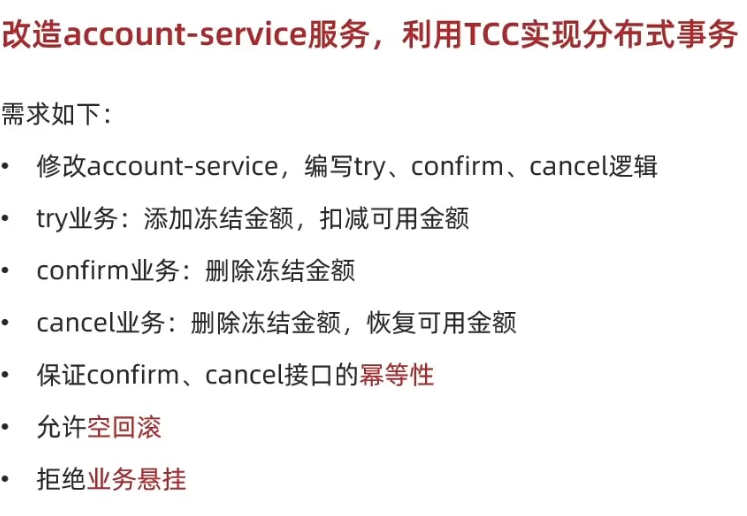 改造account-service服务，利用TCC实现分布式事务
需求如下：
• 修改account-service，编写try、confirm、cancel逻辑
• try业务：添加冻结金额，扣减可用金额
• confirm业务：删除冻结金额
• cancel业务：删除冻结金额，恢复可用金额
• 保证confirm、cancel接口的幂等性
• 允许空回滚
• 拒绝业务悬挂